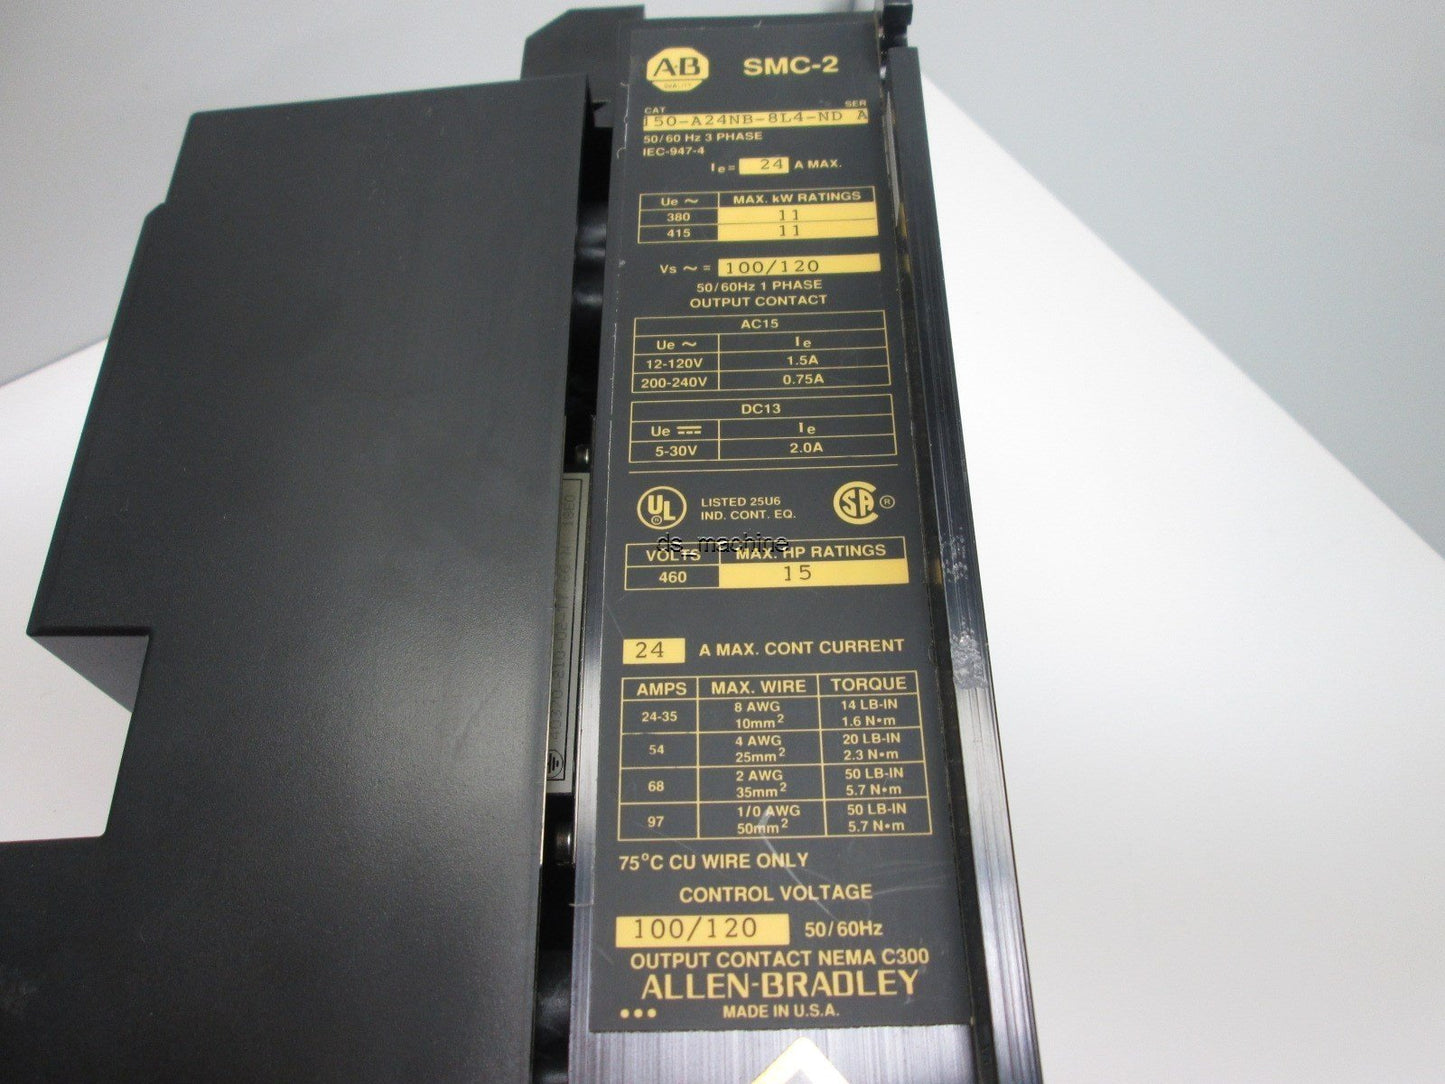 A-B
QUALITY
SMC-2
CAT SER
150-A24NB-8L4-ND A
50/60 Hz 3 PHASE
IEC-947-4
Ie= 24 A MAX.
Ue ~ MAX. kW RATINGS
380 11
415 11
Vs ~ = 100/120
50/60Hz 1 PHASE
OUTPUT CONTACT
AC15
Ue ~ Ie
12-120V 1.5A
200-240V 0.75A
DC13
Ue ⎓ Ie
5-30V 2.0A
UL ® LISTED 25U6
IND. CONT. EQ.
SA ®
ds_machine
VOLTS MAX. HP RATINGS
460 15
24 A MAX. CONT CURRENT
AMPS MAX. WIRE TORQUE
24-35 8 AWG 14 LB-IN
10mm² 1.6 N•m
54 4 AWG 20 LB-IN
25mm² 2.3 N•m
68 2 AWG 50 LB-IN
35mm² 5.7 N•m
97 1/0 AWG 50 LB-IN
50mm² 5.7 N•m
75°C CU WIRE ONLY
CONTROL VOLTAGE
100/120 50/60Hz
OUTPUT CONTACT NEMA C300
ALLEN-BRADLEY
MADE IN U.S.A.